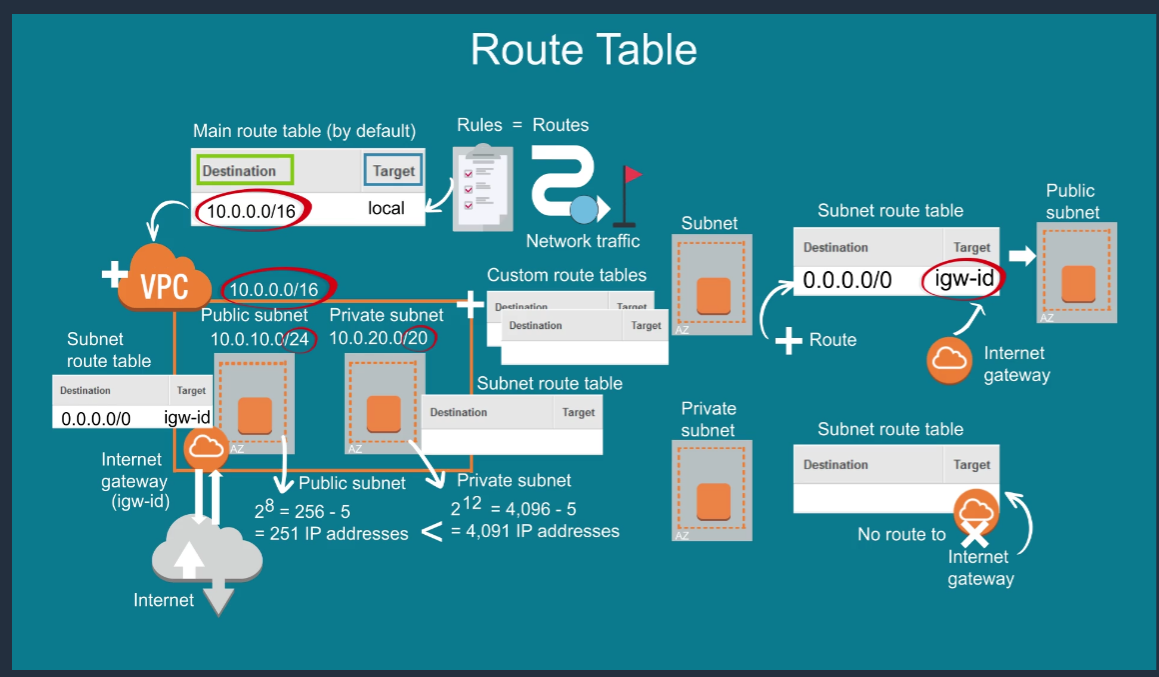 Route Table
Main route table (by default)
Destination Target
10.0.0.0/16 local
Rules = Routes
Network traffic
VPC
10.0.0.0/16
Public subnet
10.0.10.0/24
Private subnet
10.0.20.0/20
Custom route tables
Destination Target
Destination Target
Subnet
route table
Destination Target
0.0.0.0/0 igw-id
AZ
AZ
Subnet route table
Destination Target
Internet
gateway
(igw-id)
Internet
Public subnet
2^8 = 256 - 5
= 251 IP addresses
<
Private subnet
2^12 = 4,096 - 5
= 4,091 IP addresses
Subnet
AZ
Subnet route table
Destination Target
0.0.0.0/0 igw-id
Route
Internet
gateway
Public
subnet
AZ
Private
subnet
AZ
Subnet route table
Destination Target
No route to
Internet
gateway